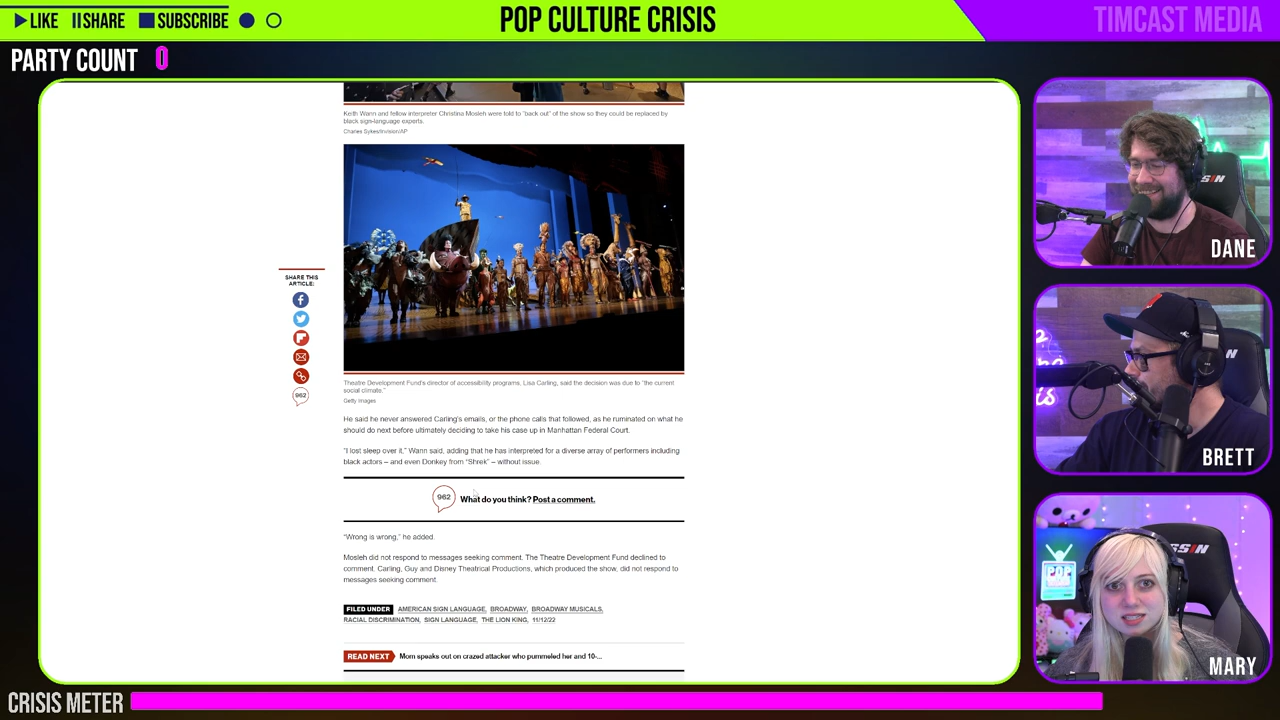 LIKE SHARE SUBSCRIBE
POP CULTURE CRISIS
TIMCAST MEDIA
PARTY COUNT 0
Keith Wann and fellow interpreter Christina Mosleh were told to "back out" of the show so they could be replaced by
black sign-language experts.
Charles Sykes/Invision/AP
SHARE THIS
ARTICLE:
962
Theatre Development Fund's director of accessibility programs, Lisa Carling, said the decision was due to "the current
social climate."
Getty Images
He said he never answered Carling's emails, or the phone calls that followed, as he ruminated on what he
should do next before ultimately deciding to take his case up in Manhattan Federal Court.
"I lost sleep over it," Wann said, adding that he has interpreted for a diverse array of performers including
black actors – and even Donkey from "Shrek" – without issue.
962 What do you think? Post a comment.
"Wrong is wrong," he added.
Mosleh did not respond to messages seeking comment. The Theatre Development Fund declined to
comment. Carling, Guy and Disney Theatrical Productions, which produced the show, did not respond to
messages seeking comment.
FILED UNDER AMERICAN SIGN LANGUAGE, BROADWAY, BROADWAY MUSICALS,
RACIAL DISCRIMINATION, SIGN LANGUAGE, THE LION KING, 11/12/22
READ NEXT Mom speaks out on crazed attacker who pummeled her and 10-...
DANE
BRETT
POP
MARY
CRISIS METER